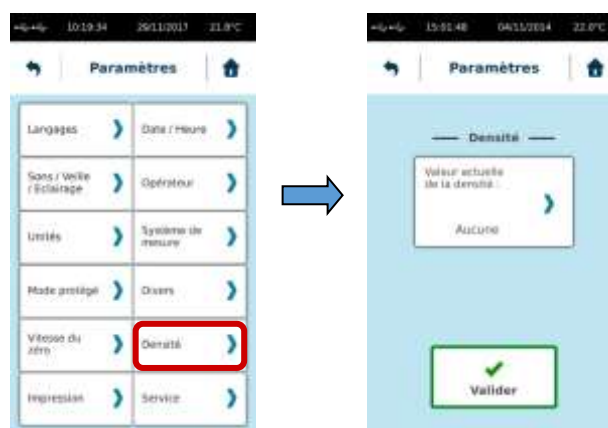 10:19:34 29/11/2017 21.8°C
Paramètres
Langages
Date / Heure
Sons / Veille
/ Eclairage
Opérateur
Unités
Système de
mesure
Mode protégé
Divers
Vitesse du
zéro
Densité
Impression
Service
15:01:48 04/11/2014 22.0°C
Paramètres
Densité
Valeur actuelle
de la densité :
Aucune
Valider